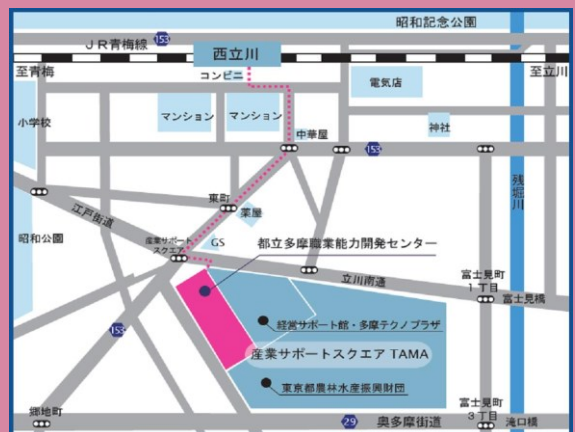 昭和記念公園
JR青梅線
153
西立川
至青梅
至立川
コンビニ
電気店
小学校
マンション
マンション
神社
中華屋
153
残堀川
東町
薬屋
江戸街道
昭和公園
産業サポート
スクエア
GS
都立多摩職業能力開発センター
立川南通
富士見町
1丁目
富士見橋
153
経営サポート館・多摩テクノプラザ
産業サポートスクエア TAMA
東京都農林水産振興財団
郷地町
29
奥多摩街道
富士見町
3丁目
滝口橋